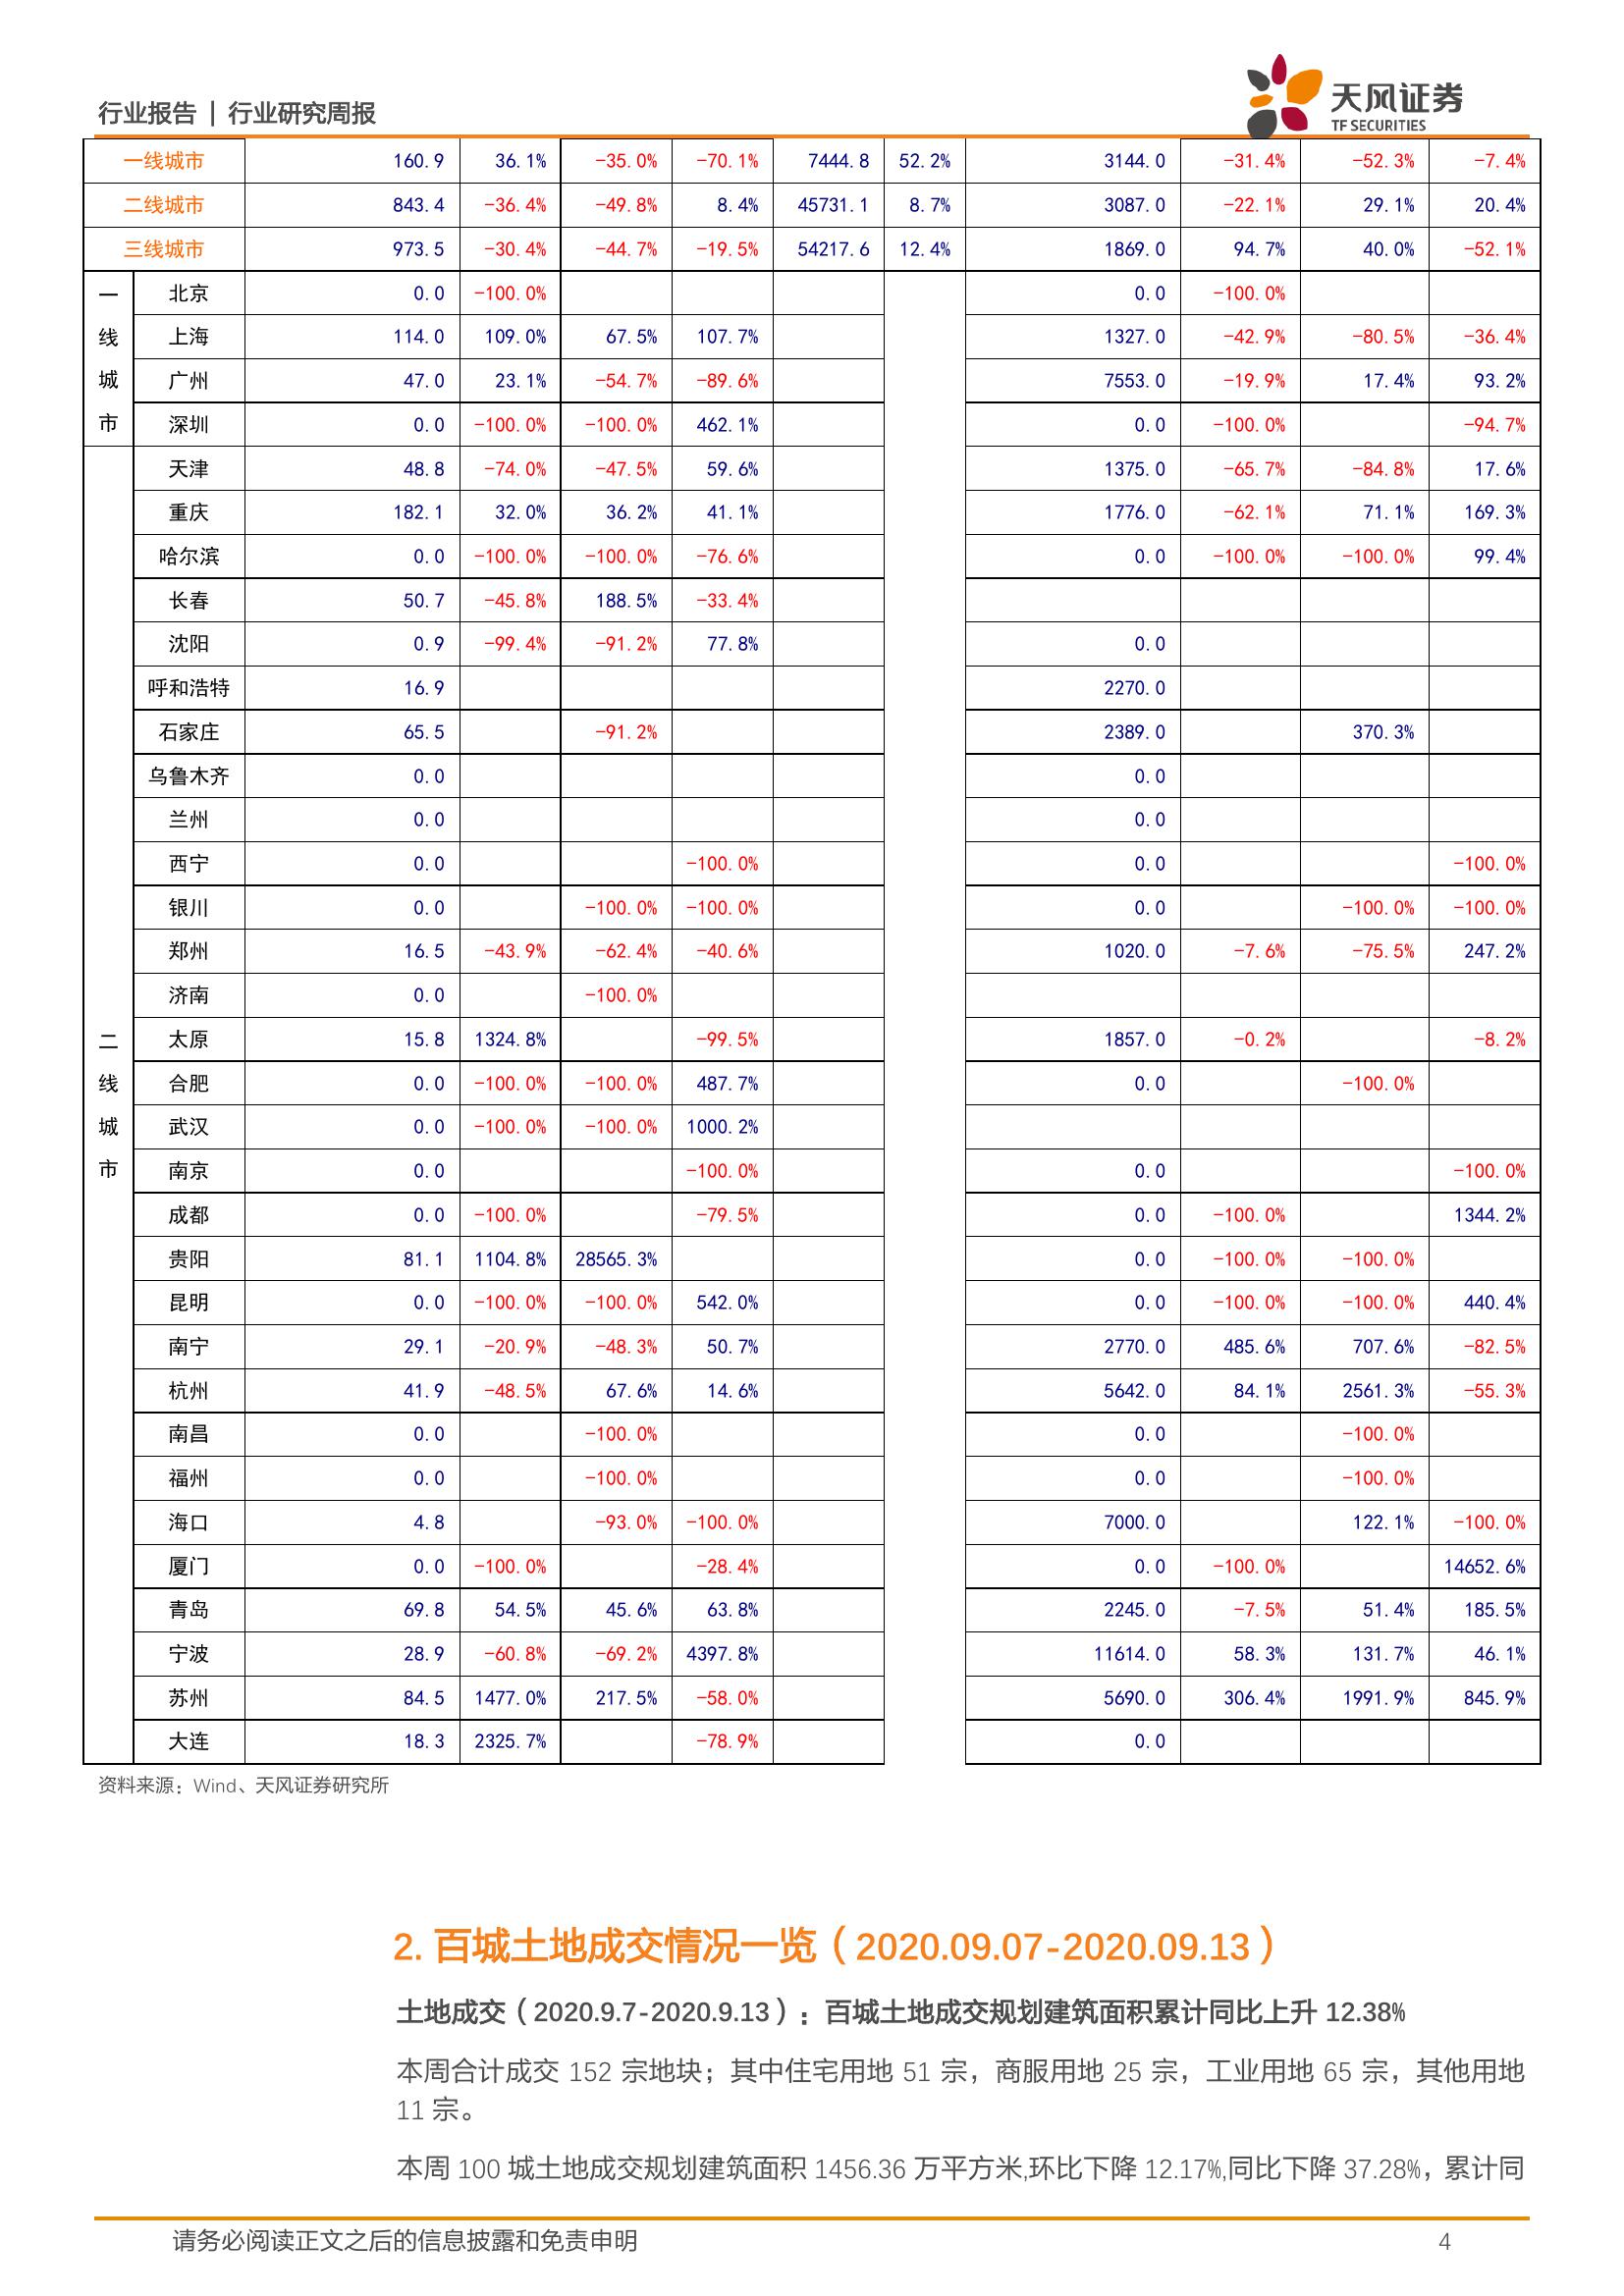 行业报告 | 行业研究周报
天风证券
TF SECURITIES
一线城市 160.9 36.1% -35.0% -70.1% 7444.8 52.2% 3144.0 -31.4% -52.3% -7.4%
二线城市 843.4 -36.4% -49.8% 8.4% 45731.1 8.7% 3087.0 -22.1% 29.1% 20.4%
三线城市 973.5 -30.4% -44.7% -19.5% 54217.6 12.4% 1869.0 94.7% 40.0% -52.1%
一线城市
北京 0.0 -100.0% 0.0 -100.0%
上海 114.0 109.0% 67.5% 107.7% 1327.0 -42.9% -80.5% -36.4%
广州 47.0 23.1% -54.7% -89.6% 7553.0 -19.9% 17.4% 93.2%
深圳 0.0 -100.0% -100.0% 462.1% 0.0 -100.0% -94.7%
二线城市
天津 48.8 -74.0% -47.5% 59.6% 1375.0 -65.7% -84.8% 17.6%
重庆 182.1 32.0% 36.2% 41.1% 1776.0 -62.1% 71.1% 169.3%
哈尔滨 0.0 -100.0% -100.0% -76.6% 0.0 -100.0% -100.0% 99.4%
长春 50.7 -45.8% 188.5% -33.4%
沈阳 0.9 -99.4% -91.2% 77.8% 0.0
呼和浩特 16.9 2270.0
石家庄 65.5 -91.2% 2389.0 370.3%
乌鲁木齐 0.0 0.0
兰州 0.0 0.0
西宁 0.0 -100.0% 0.0 -100.0%
银川 0.0 -100.0% -100.0% 0.0 -100.0% -100.0%
郑州 16.5 -43.9% -62.4% -40.6% 1020.0 -7.6% -75.5% 247.2%
济南 0.0 -100.0%
太原 15.8 1324.8% -99.5% 1857.0 -0.2% -8.2%
合肥 0.0 -100.0% -100.0% 487.7% 0.0 -100.0%
武汉 0.0 -100.0% -100.0% 1000.2%
南京 0.0 -100.0% 0.0 -100.0%
成都 0.0 -100.0% -79.5% 0.0 -100.0% 1344.2%
贵阳 81.1 1104.8% 28565.3% 0.0 -100.0% -100.0%
昆明 0.0 -100.0% -100.0% 542.0% 0.0 -100.0% -100.0% 440.4%
南宁 29.1 -20.9% -48.3% 50.7% 2770.0 485.6% 707.6% -82.5%
杭州 41.9 -48.5% 67.6% 14.6% 5642.0 84.1% 2561.3% -55.3%
南昌 0.0 -100.0% 0.0 -100.0%
福州 0.0 -100.0% 0.0 -100.0%
海口 4.8 -93.0% -100.0% 7000.0 122.1% -100.0%
厦门 0.0 -100.0% -28.4% 0.0 -100.0% 14652.6%
青岛 69.8 54.5% 45.6% 63.8% 2245.0 -7.5% 51.4% 185.5%
宁波 28.9 -60.8% -69.2% 4397.8% 11614.0 58.3% 131.7% 46.1%
苏州 84.5 1477.0% 217.5% -58.0% 5690.0 306.4% 1991.9% 845.9%
大连 18.3 2325.7% -78.9% 0.0
资料来源：Wind、天风证券研究所
2. 百城土地成交情况一览（2020.09.07-2020.09.13）
土地成交（2020.9.7-2020.9.13）：百城土地成交规划建筑面积累计同比上升 12.38%
本周合计成交 152 宗地块；其中住宅用地 51 宗，商服用地 25 宗，工业用地 65 宗，其他用地
11 宗。
本周 100 城土地成交规划建筑面积 1456.36 万平方米,环比下降 12.17%,同比下降 37.28%，累计同
请务必阅读正文之后的信息披露和免责申明 4